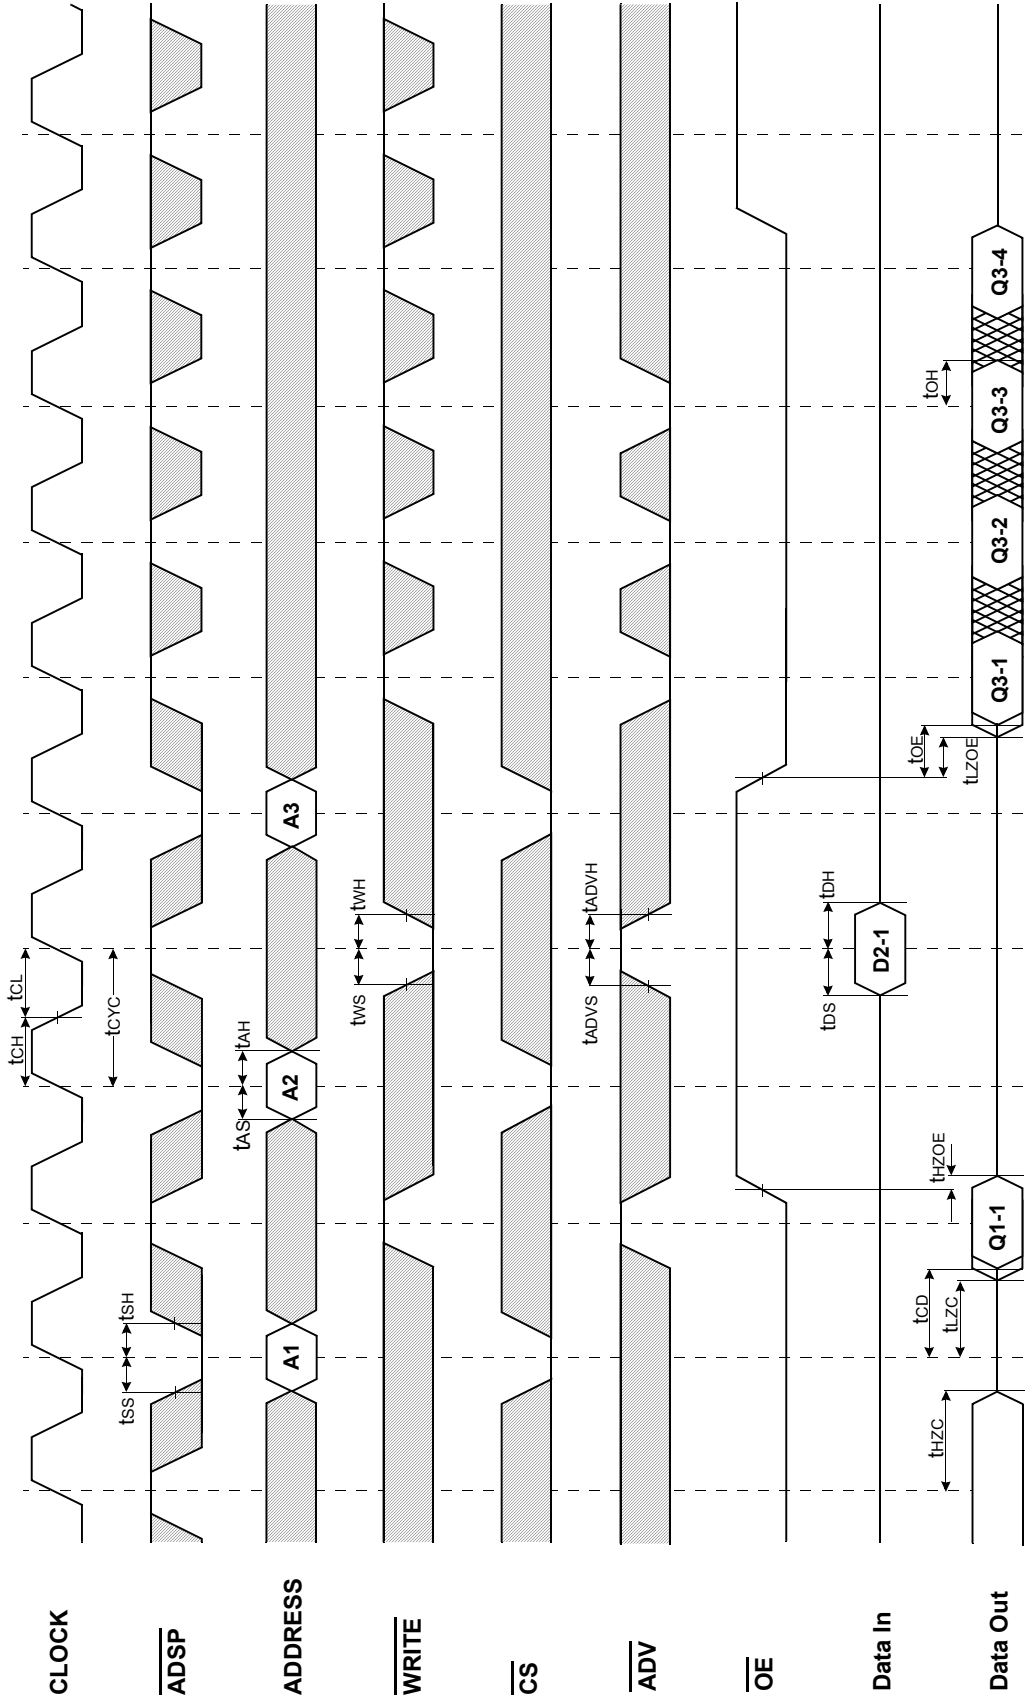 CLOCK
tCH
tCL
tCYC
ADSP
tSS
tSH
ADDRESS
A1
tAS
tAH
A2
A3
WRITE
tWS
tWH
CS
ADV
tADVS
tADVH
OE
Data In
tDS
tDH
D2-1
Data Out
tHZC
tCD
tLZC
Q1-1
tHZOE
tOE
tLZOE
Q3-1
Q3-2
Q3-3
tOH
Q3-4